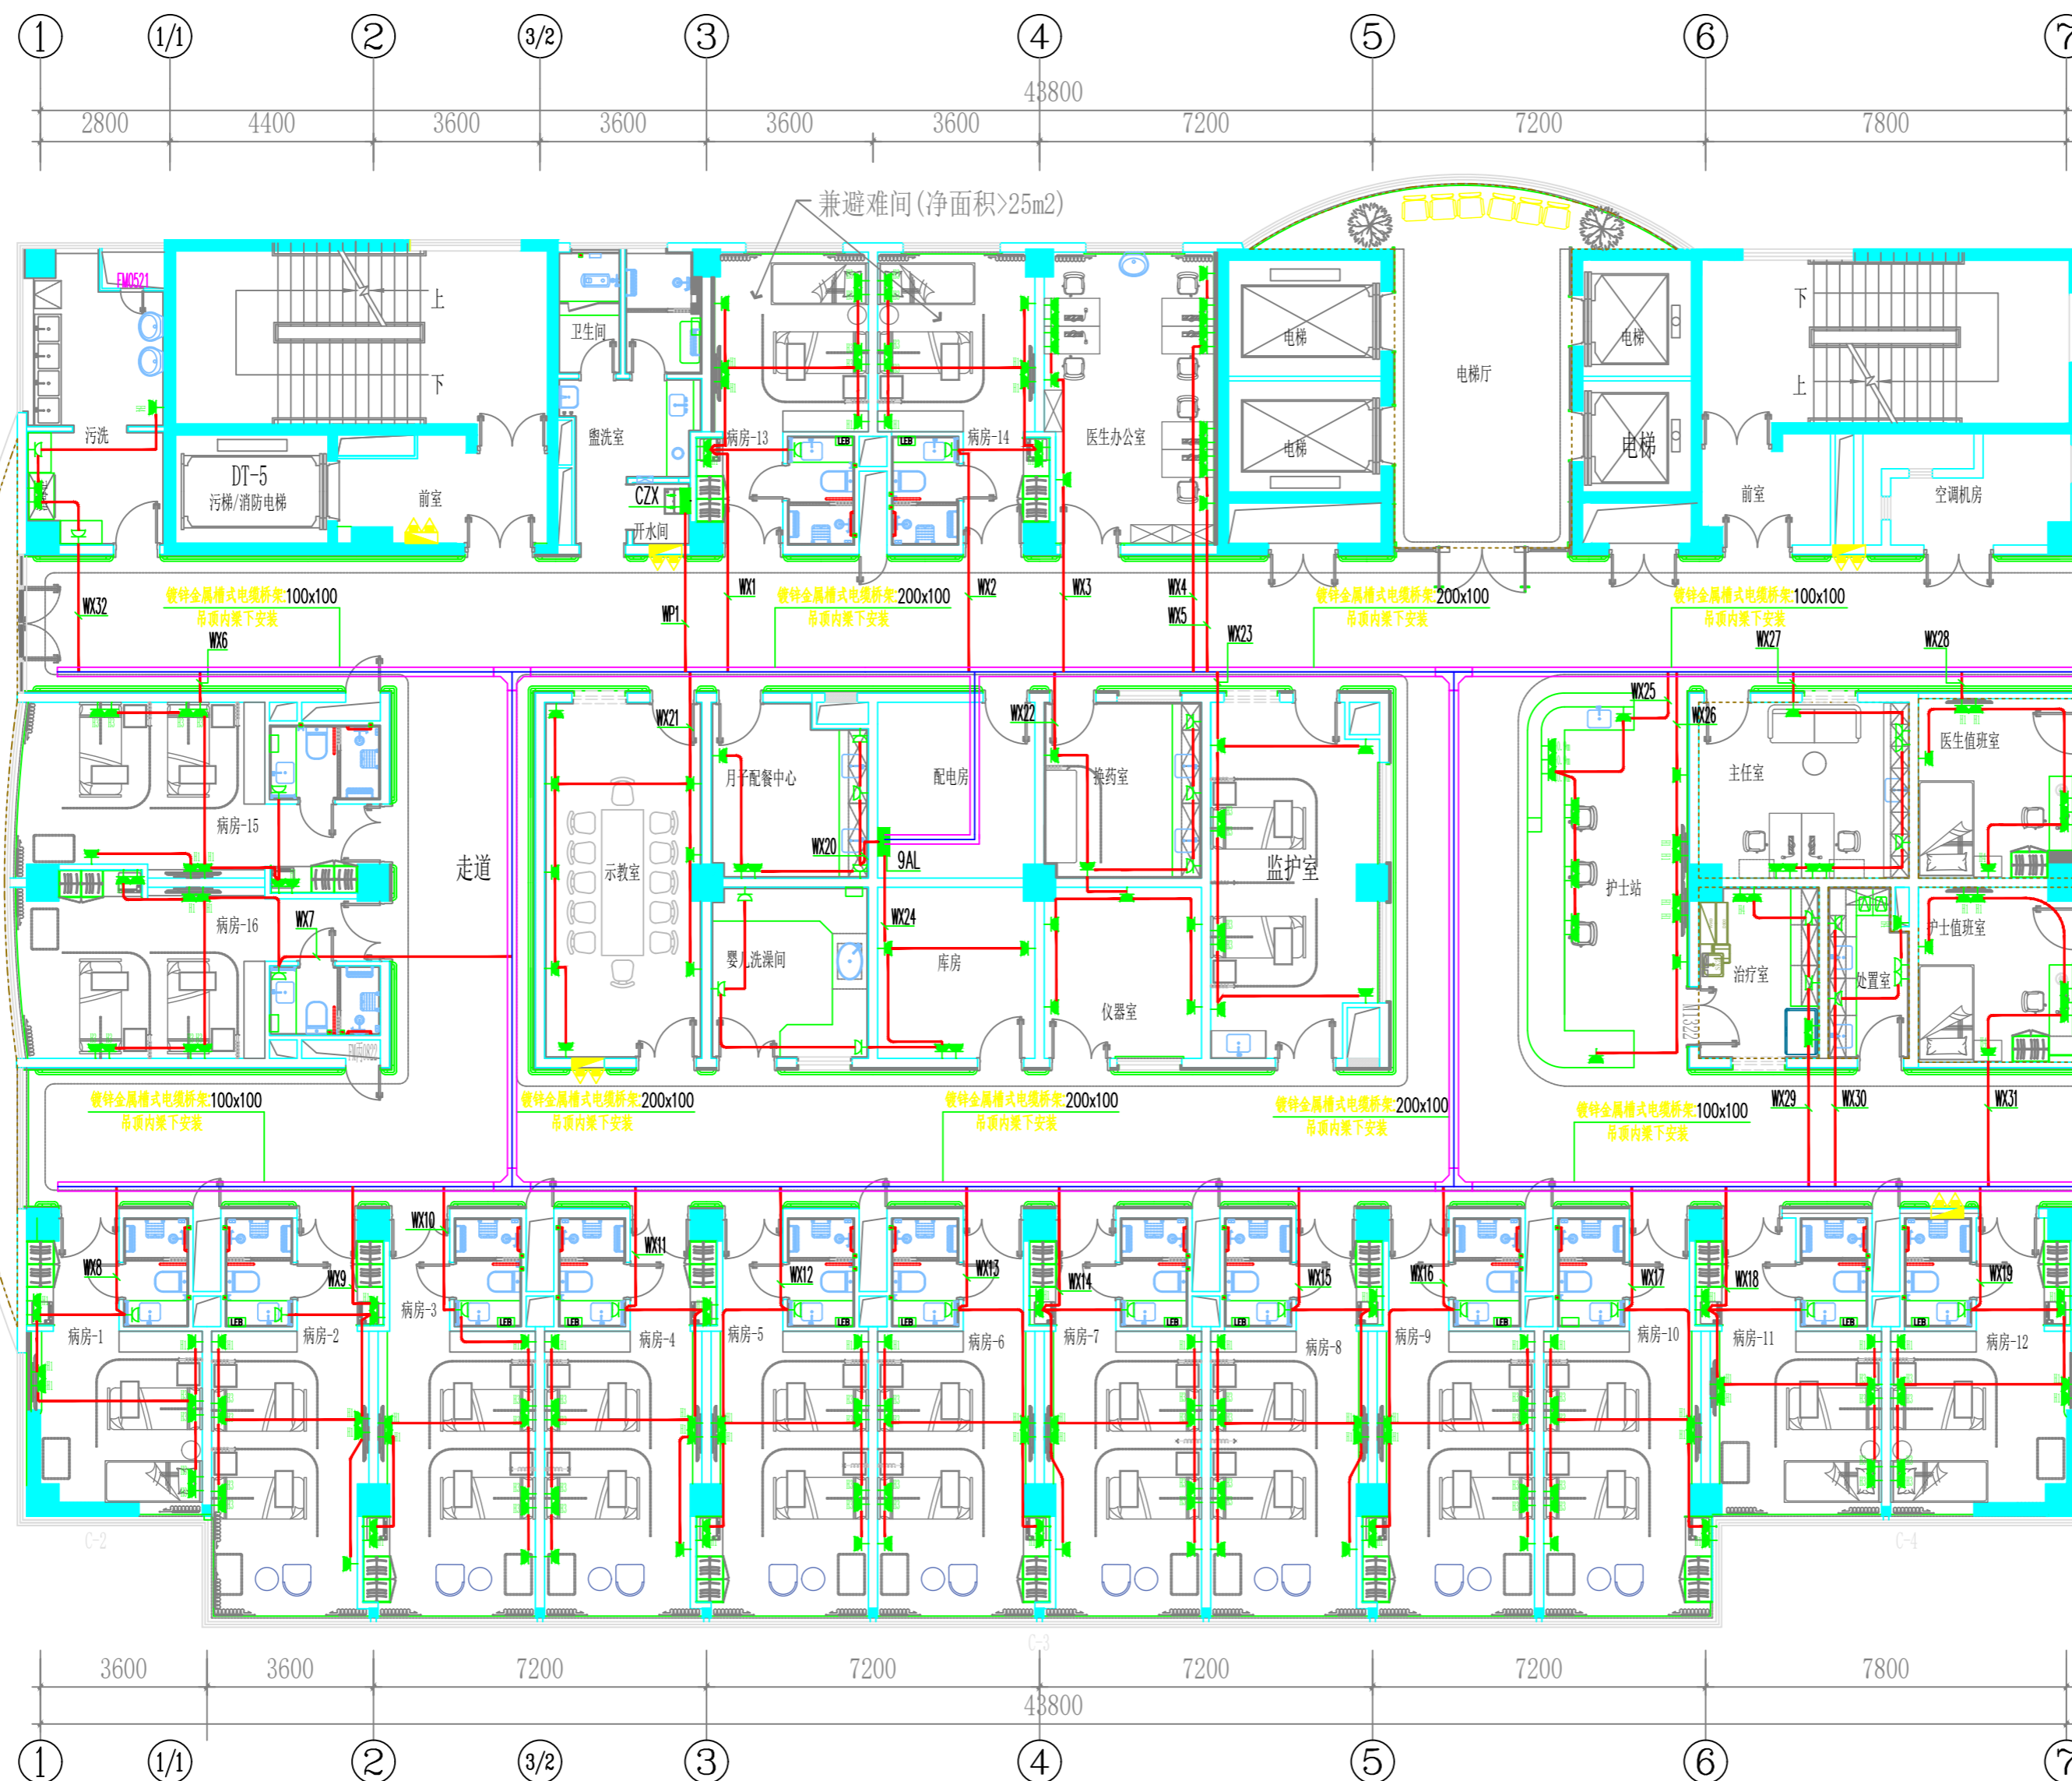 1 1/1 2 3/2 3 4 5 6 7
43800
2800 4400 3600 3600 3600 3600 7200 7200 7800
兼避难间(净面积>25m2)
FM0521
上
下
卫生间
电梯
电梯
电梯厅
下
上
污洗
盥洗室
病房-13
LEB
LEB
病房-14
医生办公室
电梯
电梯
DT-5
污梯/消防电梯
前室
CZX
开水间
前室
空调机房
WX32
镀锌金属槽式电缆桥架100x100
吊顶内梁下安装
WX6
WP1
WX1
镀锌金属槽式电缆桥架200x100
吊顶内梁下安装
WX2
WX3
WX4
WX5
WX23
镀锌金属槽式电缆桥架200x100
吊顶内梁下安装
镀锌金属槽式电缆桥架100x100
吊顶内梁下安装
WX27
WX28
WX21
WX22
WX25
WX26
病房-15
走道
示教室
月子配餐中心
配电房
换药室
监护室
WX20
9AL
护士站
主任室
医生值班室
病房-16
WX7
WX24
婴儿洗澡间
库房
仪器室
治疗室
处置室
护士值班室
M1322
镀锌金属槽式电缆桥架100x100
吊顶内梁下安装
镀锌金属槽式电缆桥架200x100
吊顶内梁下安装
镀锌金属槽式电缆桥架200x100
吊顶内梁下安装
镀锌金属槽式电缆桥架200x100
吊顶内梁下安装
镀锌金属槽式电缆桥架100x100
吊顶内梁下安装
WX29
WX30
WX31
WX8
WX9
WX10
WX11
WX12
WX13
WX14
WX15
WX16
WX17
WX18
WX19
LEB
LEB
LEB
LEB
LEB
LEB
LEB
LEB
LEB
LEB
病房-1
病房-2
病房-3
病房-4
病房-5
病房-6
病房-7
病房-8
病房-9
病房-10
病房-11
病房-12
C-2
C-3
C-4
3600 3600 7200 7200 7200 7200 7800
43800
1 1/1 2 3/2 3 4 5 6 7